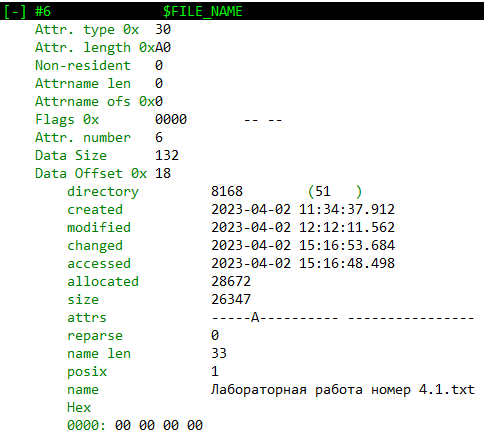 [-] #6 $FILE_NAME
Attr. type 0x 30
Attr. length 0xA0
Non-resident 0
Attrname len 0
Attrname ofs 0x0
Flags 0x 0000 -- --
Attr. number 6
Data Size 132
Data Offset 0x 18
directory 8168 (51 )
created 2023-04-02 11:34:37.912
modified 2023-04-02 12:12:11.562
changed 2023-04-02 15:16:53.684
accessed 2023-04-02 15:16:48.498
allocated 28672
size 26347
attrs -----A---------- ----------------
reparse 0
name len 33
posix 1
name Лабораторная работа номер 4.1.txt
Hex
0000: 00 00 00 00